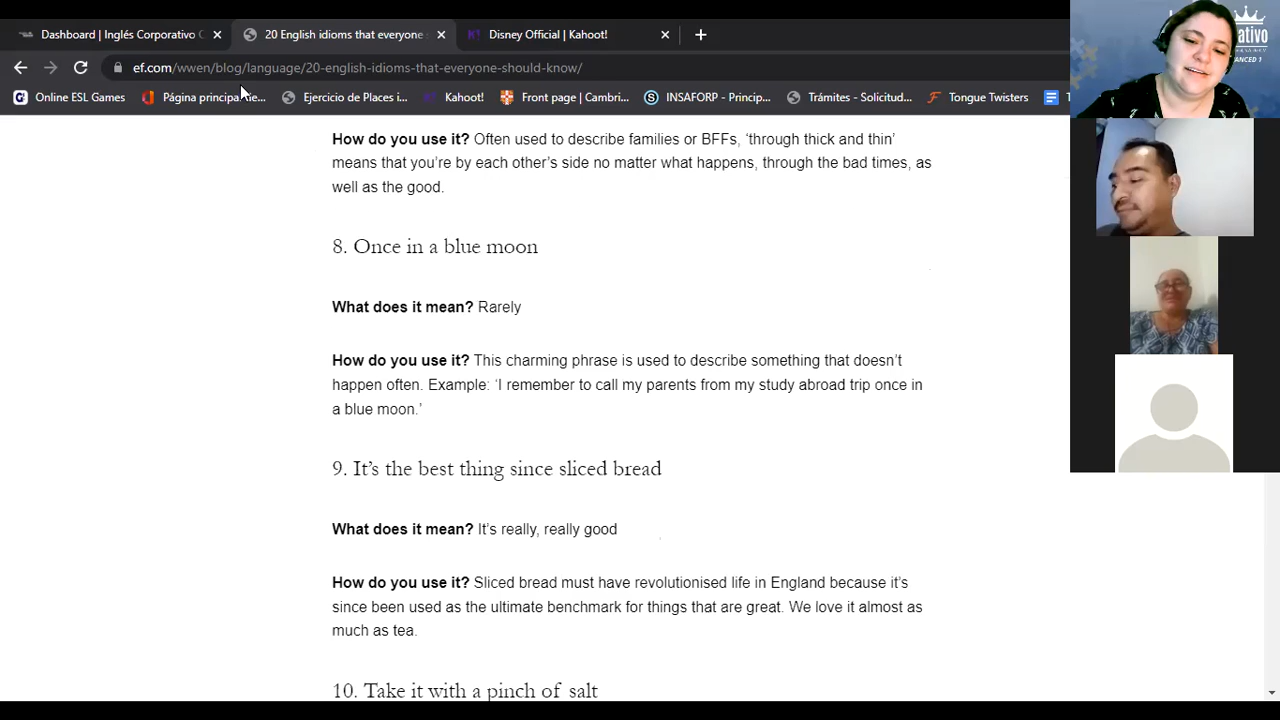 Dashboard | Inglés Corporativo
20 English idioms that everyone
Disney Official | Kahoot!
ef.com/wwen/blog/language/20-english-idioms-that-everyone-should-know/
Online ESL Games
Página principal
Ejercicio de Places i...
Kahoot!
Front page | Cambri...
INSAFORP - Princip...
Trámites - Solicitud...
Tongue Twisters
ativo
ANCED 1
How do you use it? Often used to describe families or BFFs, ‘through thick and thin’
means that you’re by each other’s side no matter what happens, through the bad times, as
well as the good.
8. Once in a blue moon
What does it mean? Rarely
How do you use it? This charming phrase is used to describe something that doesn’t
happen often. Example: ‘I remember to call my parents from my study abroad trip once in
a blue moon.’
9. It’s the best thing since sliced bread
What does it mean? It’s really, really good
How do you use it? Sliced bread must have revolutionised life in England because it’s
since been used as the ultimate benchmark for things that are great. We love it almost as
much as tea.
10. Take it with a pinch of salt